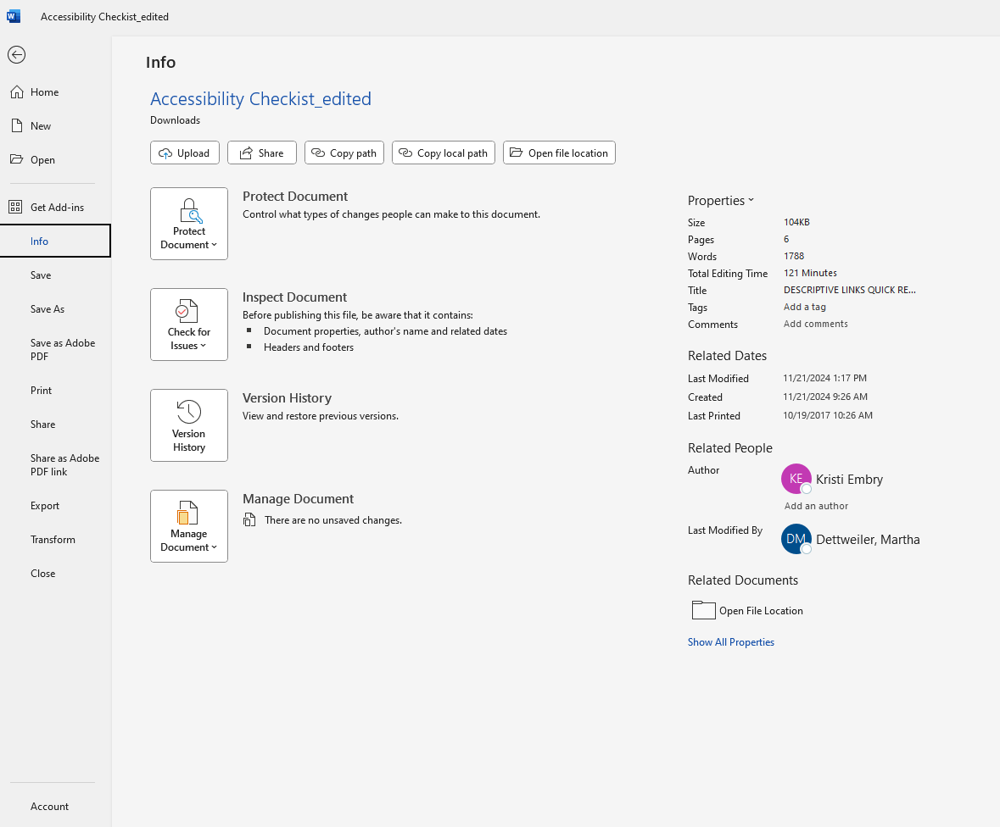 Accessibility Checkist_edited
Home
New
Open
Get Add-ins
Info
Save
Save As
Save as Adobe
PDF
Print
Share
Share as Adobe
PDF link
Export
Transform
Close
Account
Info
Accessibility Checkist_edited
Downloads
Upload Share Copy path Copy local path Open file location
Protect
Document
Protect Document
Control what types of changes people can make to this document.
Check for
Issues
Inspect Document
Before publishing this file, be aware that it contains:
Document properties, author's name and related dates
Headers and footers
Version
History
Version History
View and restore previous versions.
Manage
Document
Manage Document
There are no unsaved changes.
Properties
Size 104KB
Pages 6
Words 1788
Total Editing Time 121 Minutes
Title DESCRIPTIVE LINKS QUICK RE...
Tags Add a tag
Comments Add comments
Related Dates
Last Modified 11/21/2024 1:17 PM
Created 11/21/2024 9:26 AM
Last Printed 10/19/2017 10:26 AM
Related People
Author KE Kristi Embry
Add an author
Last Modified By DM Dettweiler, Martha
Related Documents
Open File Location
Show All Properties